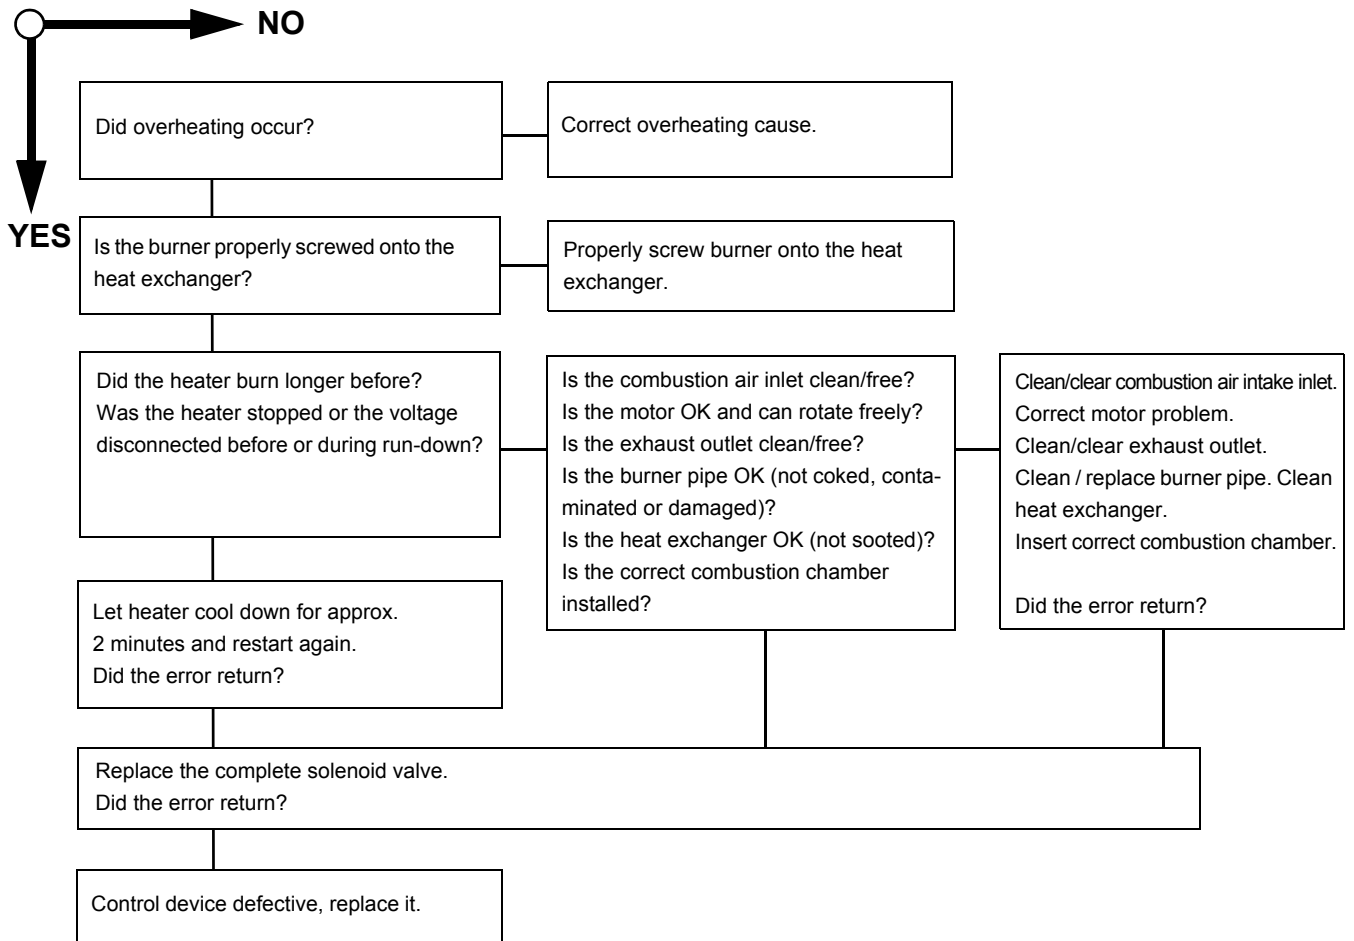 NO
YES
Did overheating occur?
Correct overheating cause.
Is the burner properly screwed onto the
heat exchanger?
Properly screw burner onto the heat
exchanger.
Did the heater burn longer before?
Was the heater stopped or the voltage
disconnected before or during run-down?
Is the combustion air inlet clean/free?
Is the motor OK and can rotate freely?
Is the exhaust outlet clean/free?
Is the burner pipe OK (not coked, conta-
minated or damaged)?
Is the heat exchanger OK (not sooted)?
Is the correct combustion chamber
installed?
Clean/clear combustion air intake inlet.
Correct motor problem.
Clean/clear exhaust outlet.
Clean / replace burner pipe. Clean
heat exchanger.
Insert correct combustion chamber.
Did the error return?
Let heater cool down for approx.
2 minutes and restart again.
Did the error return?
Replace the complete solenoid valve.
Did the error return?
Control device defective, replace it.